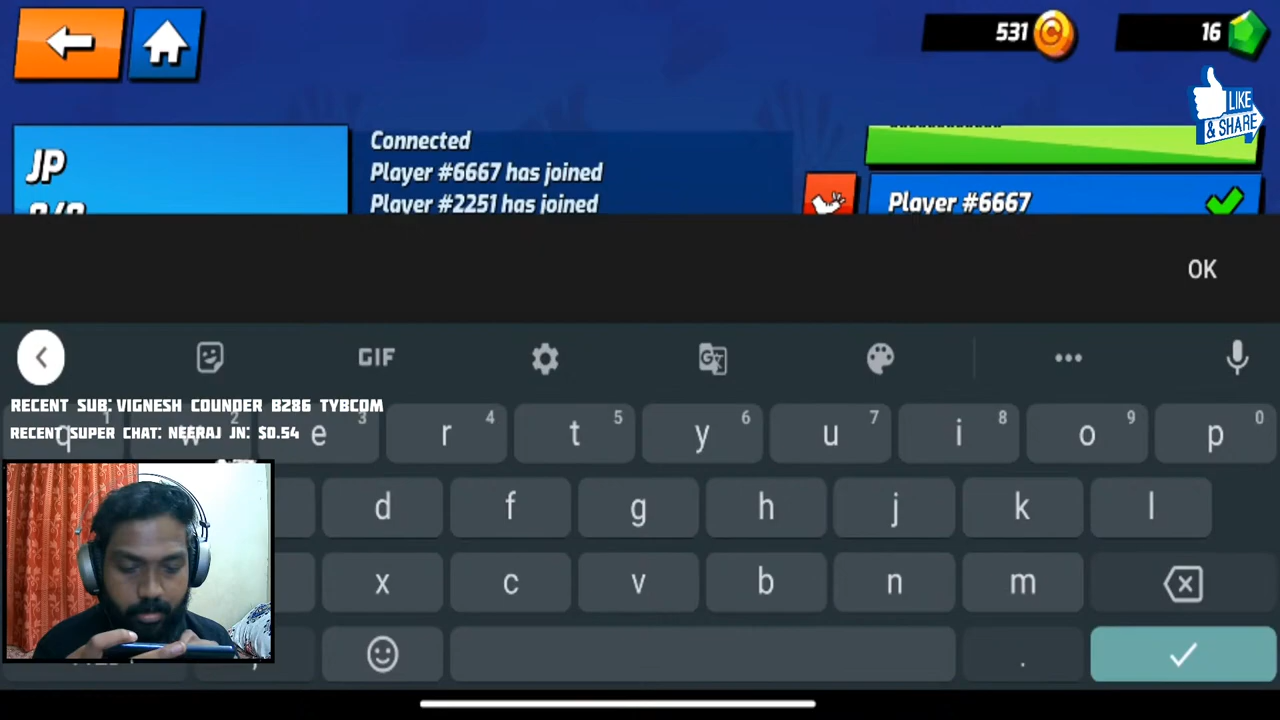 531
16
LIKE
& SHARE
JP
Connected
Player #6667 has joined
Player #2251 has joined
Player #6667
OK
GIF
RECENT SUB: VIGNESH COUNDER B286 TYBCOM
RECENT SUPER CHAT: NEERAJ JN: $0.54
q w 2 e 3 r 4 t 5 y 6 u 7 i 8 o 9 p 0
d f g h j k l
x c v b n m
, .